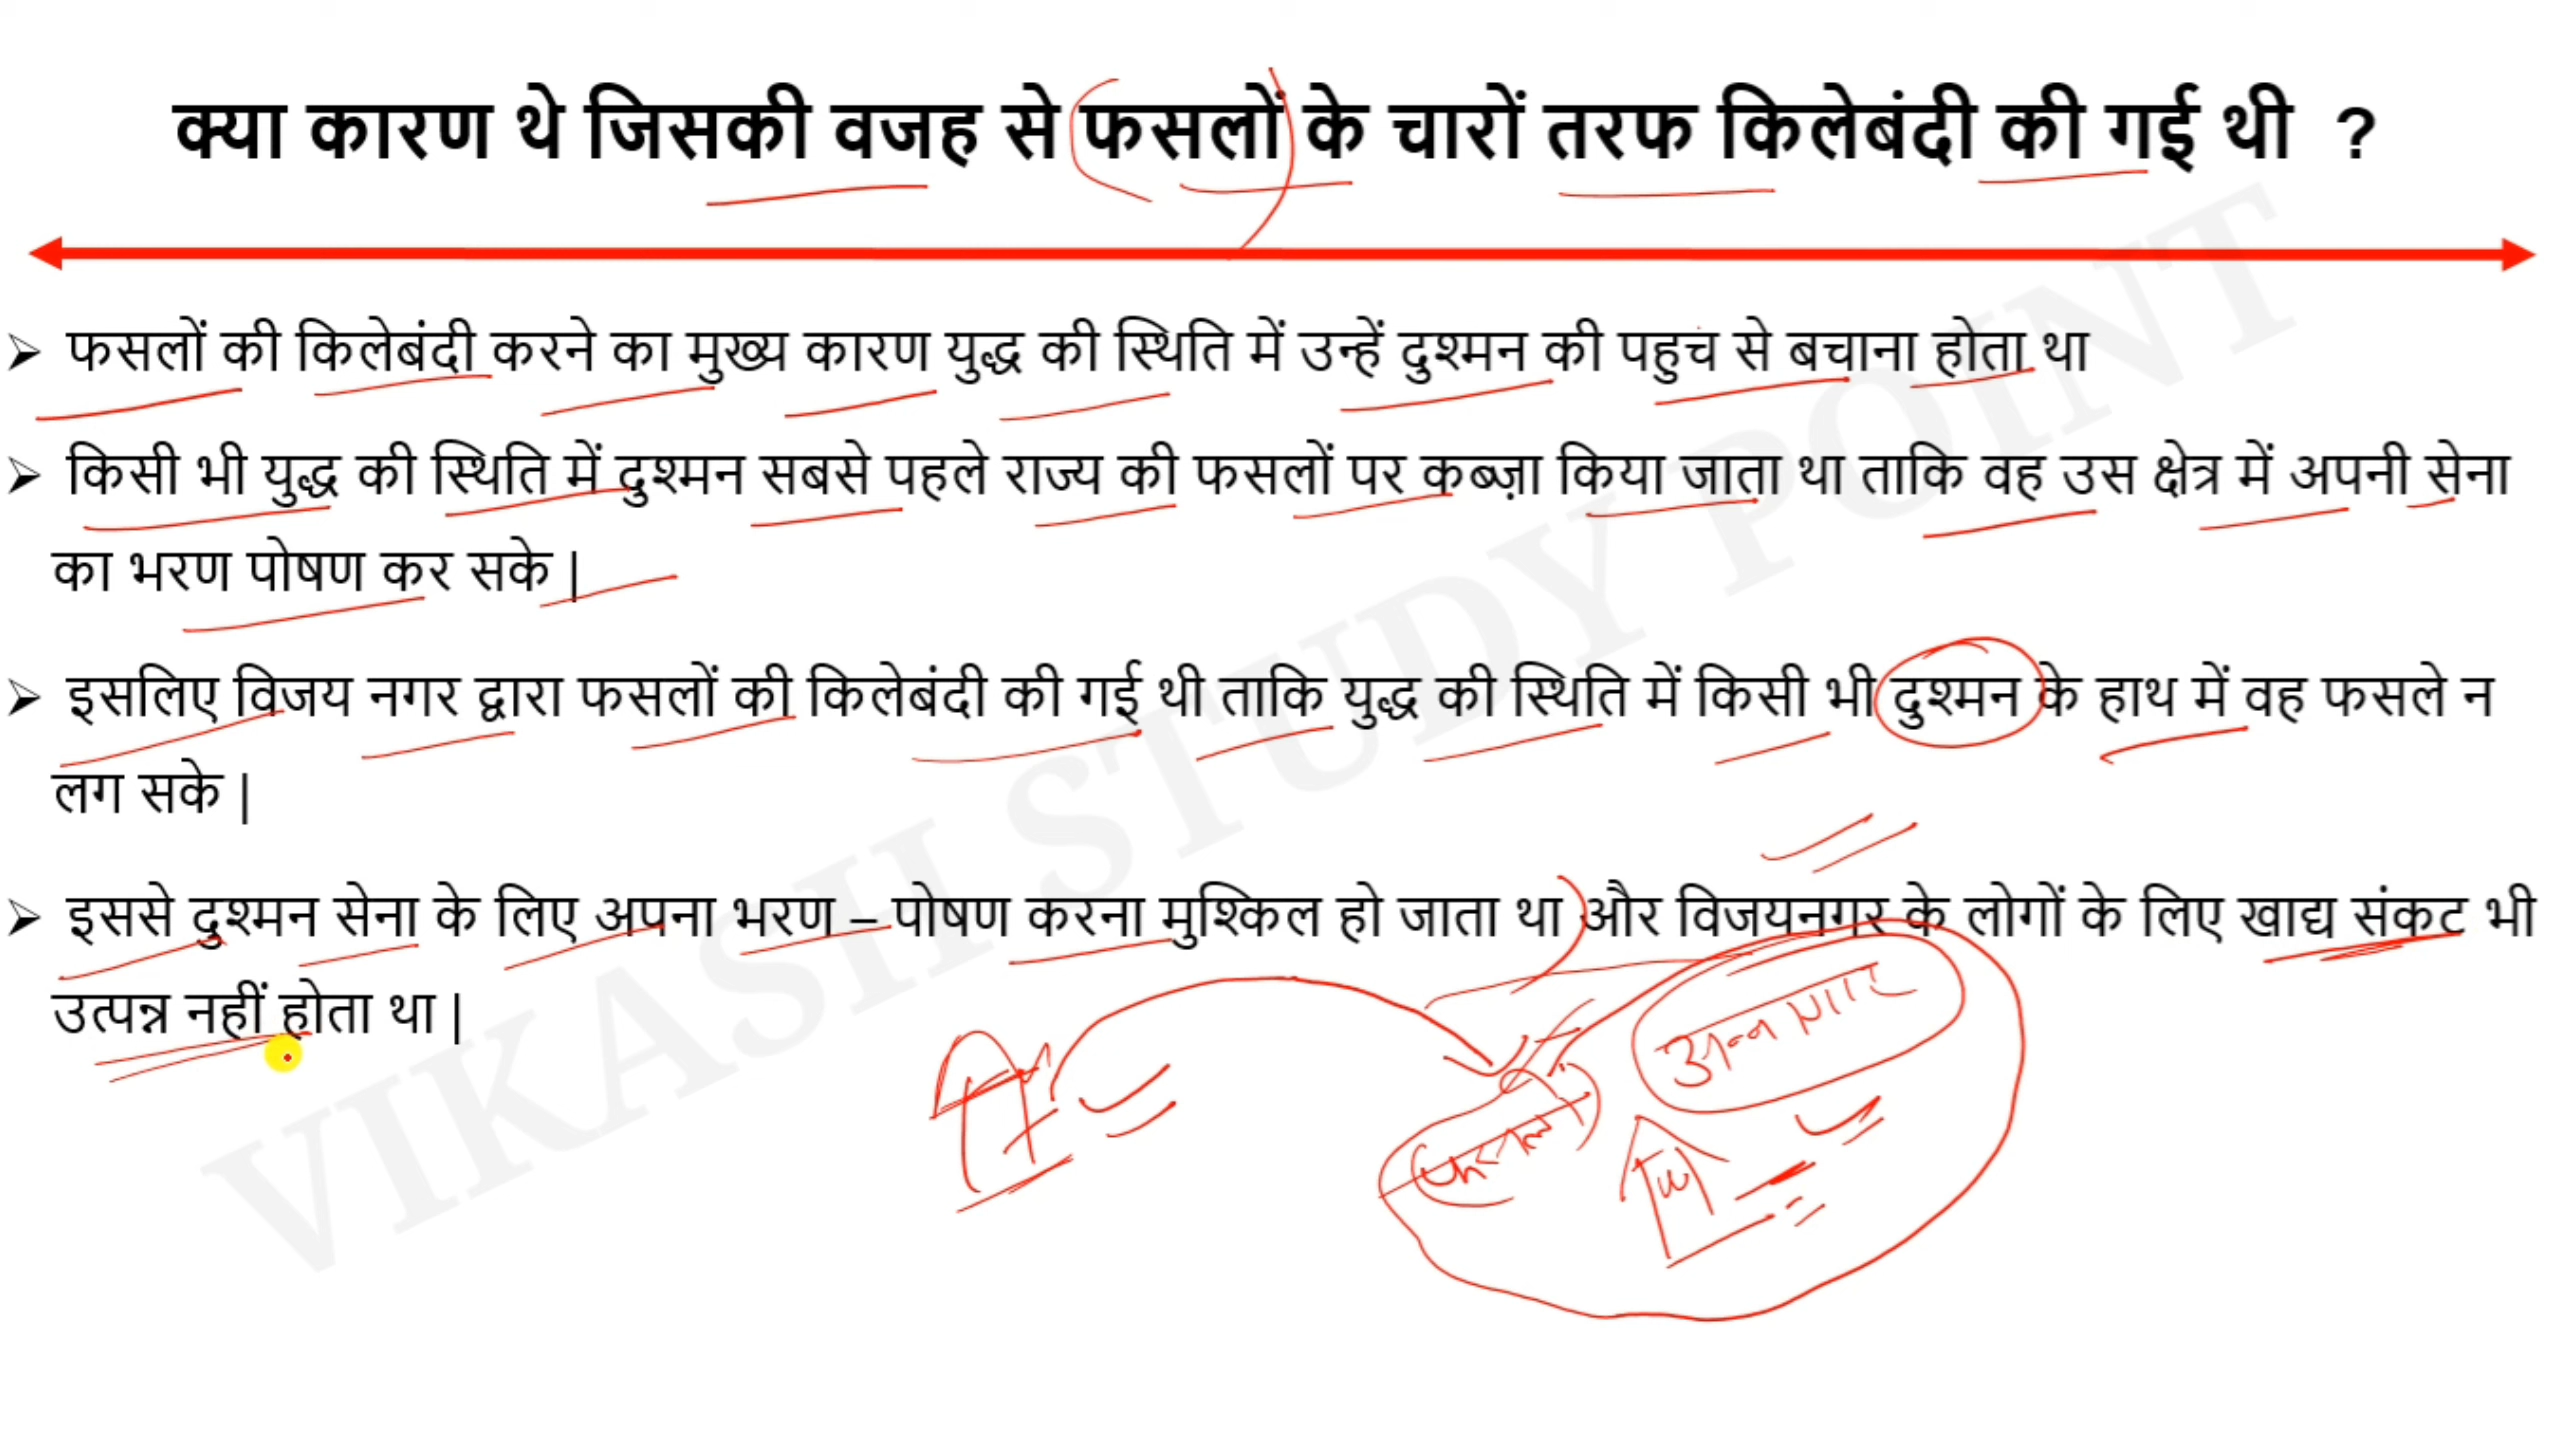 क्या कारण थे जिसकी वजह से फसलों के चारों तरफ किलेबंदी की गई थी ?
➢ फसलों की किलेबंदी करने का मुख्य कारण युद्ध की स्थिति में उन्हें दुश्मन की पहुच से बचाना होता था
➢ किसी भी युद्ध की स्थिति में दुश्मन सबसे पहले राज्य की फसलों पर कब्ज़ा किया जाता था ताकि वह उस क्षेत्र में अपनी सेना
का भरण पोषण कर सके |
➢ इसलिए विजय नगर द्वारा फसलों की किलेबंदी की गई थी ताकि युद्ध की स्थिति में किसी भी दुश्मन के हाथ में वह फसले न
लग सके |
➢ इससे दुश्मन सेना के लिए अपना भरण – पोषण करना मुश्किल हो जाता था और विजयनगर के लोगों के लिए खाद्य संकट भी
उत्पन्न नहीं होता था |
VIKASH STUDY POINT